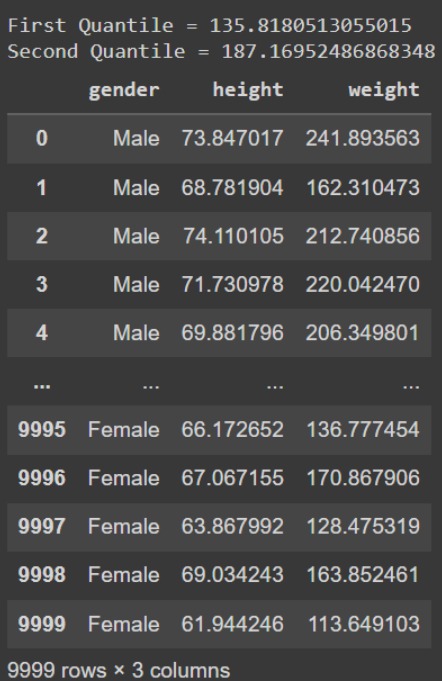 First Quantile = 135.8180513055015
Second Quantile = 187.16952486868348
gender height weight
0 Male 73.847017 241.893563
1 Male 68.781904 162.310473
2 Male 74.110105 212.740856
3 Male 71.730978 220.042470
4 Male 69.881796 206.349801
... ... ... ...
9995 Female 66.172652 136.777454
9996 Female 67.067155 170.867906
9997 Female 63.867992 128.475319
9998 Female 69.034243 163.852461
9999 Female 61.944246 113.649103
9999 rows × 3 columns